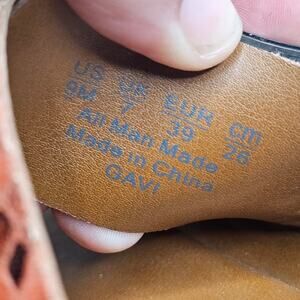 US UK EUR cm
9M 7 39 26
All Man Made
Made in China
GAVI